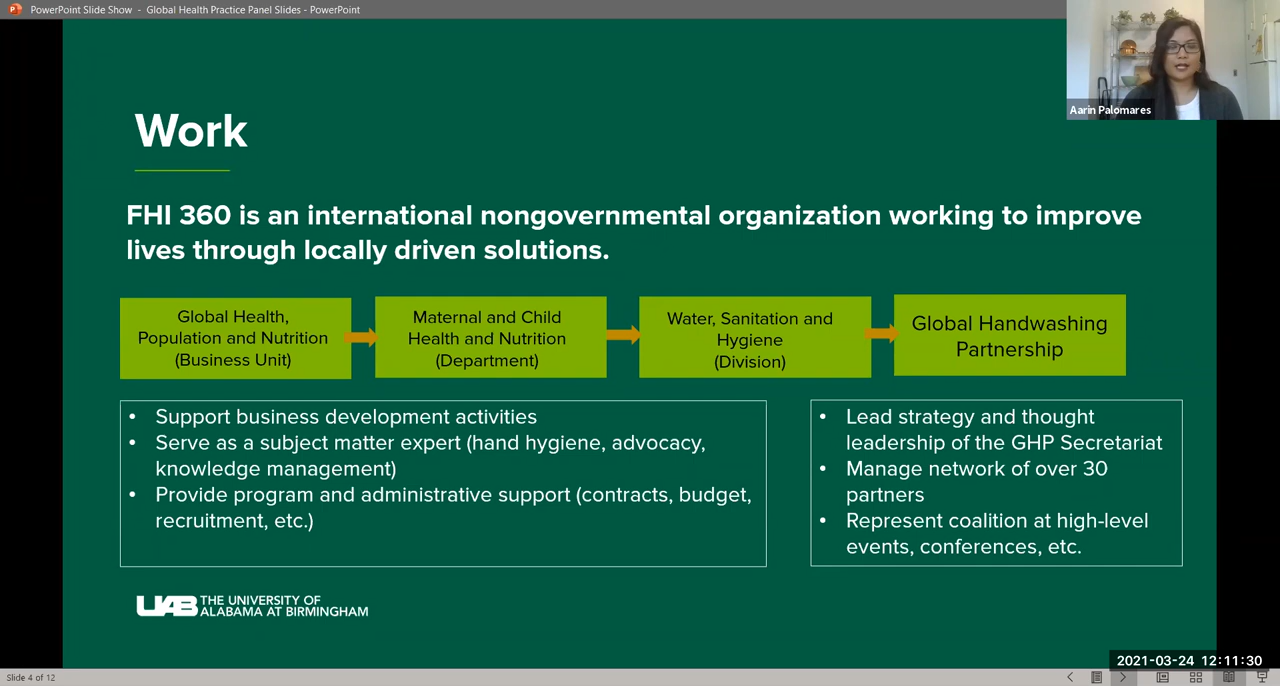 PowerPoint Slide Show - Global Health Practice Panel Slides - PowerPoint
Aarin Palomares
Work
FHI 360 is an international nongovernmental organization working to improve
lives through locally driven solutions.
Global Health,
Population and Nutrition
(Business Unit)
Maternal and Child
Health and Nutrition
(Department)
Water, Sanitation and
Hygiene
(Division)
Global Handwashing
Partnership
• Support business development activities
• Serve as a subject matter expert (hand hygiene, advocacy,
knowledge management)
• Provide program and administrative support (contracts, budget,
recruitment, etc.)
• Lead strategy and thought
leadership of the GHP Secretariat
• Manage network of over 30
partners
• Represent coalition at high-level
events, conferences, etc.
UAB THE UNIVERSITY OF
ALABAMA AT BIRMINGHAM
2021-03-24 12:11:30
Slide 4 of 12